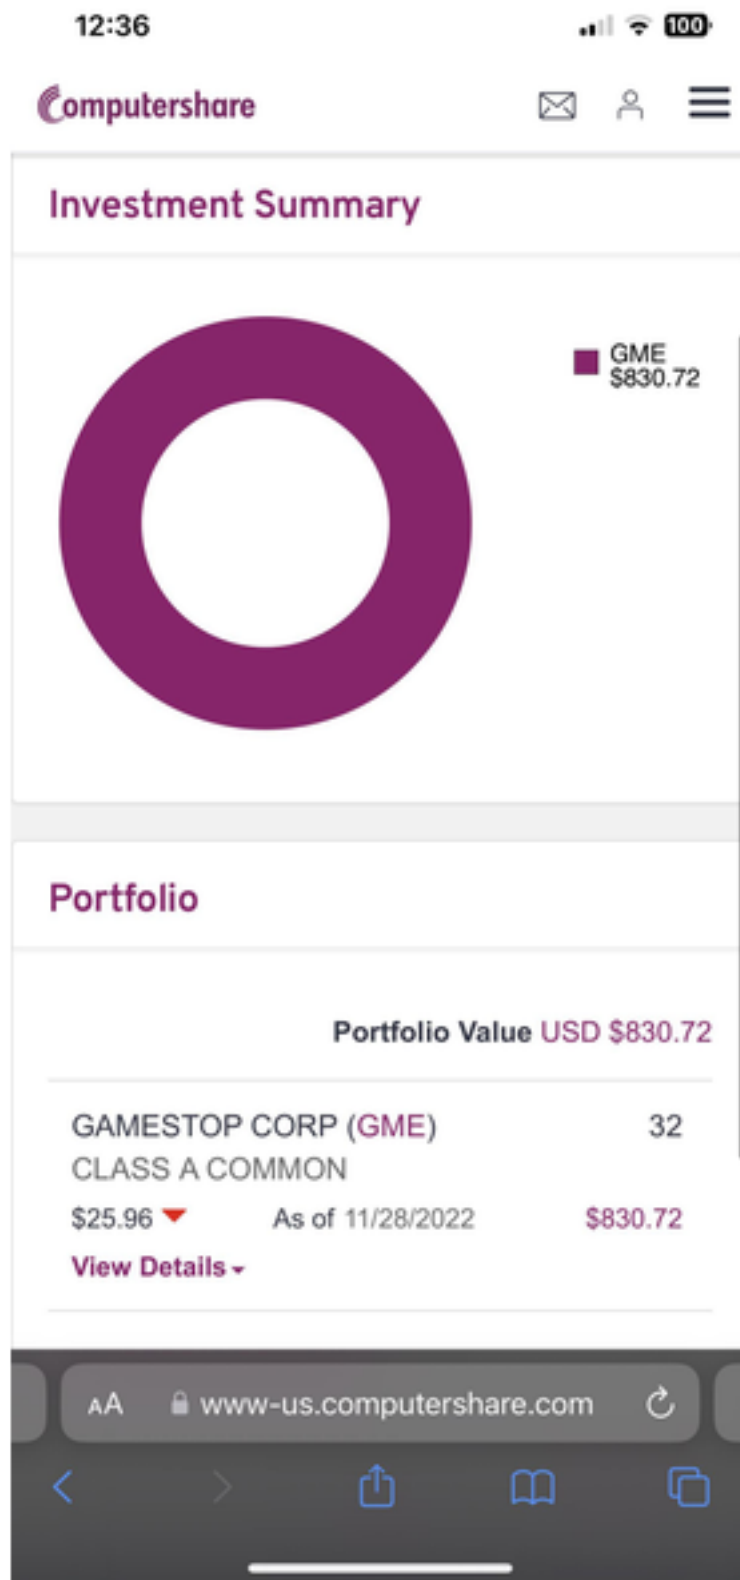 12:36
100
Computershare
Investment Summary
GME
$830.72
Portfolio
Portfolio Value USD $830.72
GAMESTOP CORP (GME) 32
CLASS A COMMON
$25.96 As of 11/28/2022 $830.72
View Details
AA www-us.computershare.com